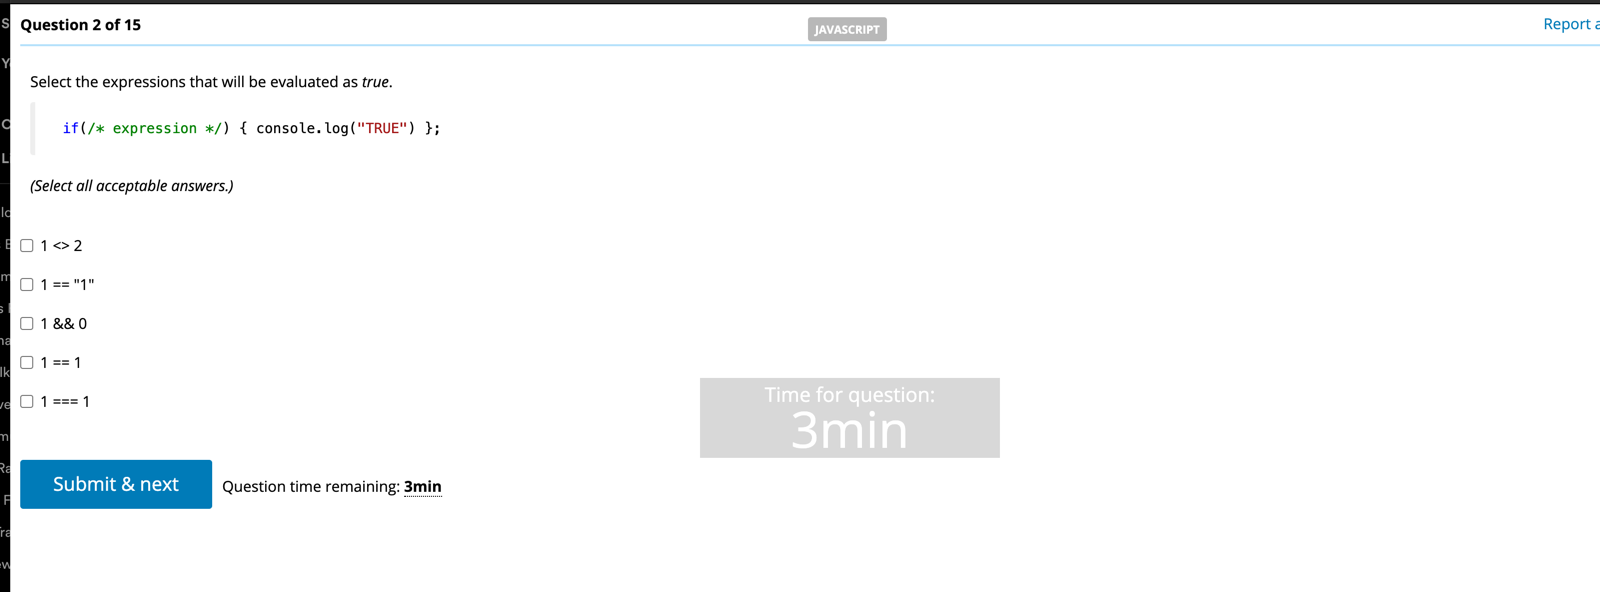 Question 2 of 15
JAVASCRIPT
Report a
Select the expressions that will be evaluated as true.
if(/* expression */) { console.log("TRUE") };
(Select all acceptable answers.)
1 <> 2
1 == "1"
1 && 0
1 == 1
1 === 1
Time for question:
3min
Submit & next
Question time remaining: 3min